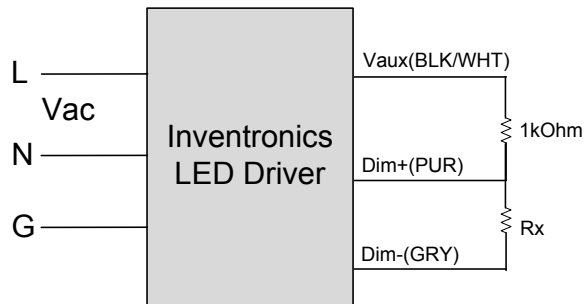 L
Vac
N
G
Inventronics
LED Driver
Vaux(BLK/WHT)
1kOhm
Dim+(PUR)
Rx
Dim-(GRY)